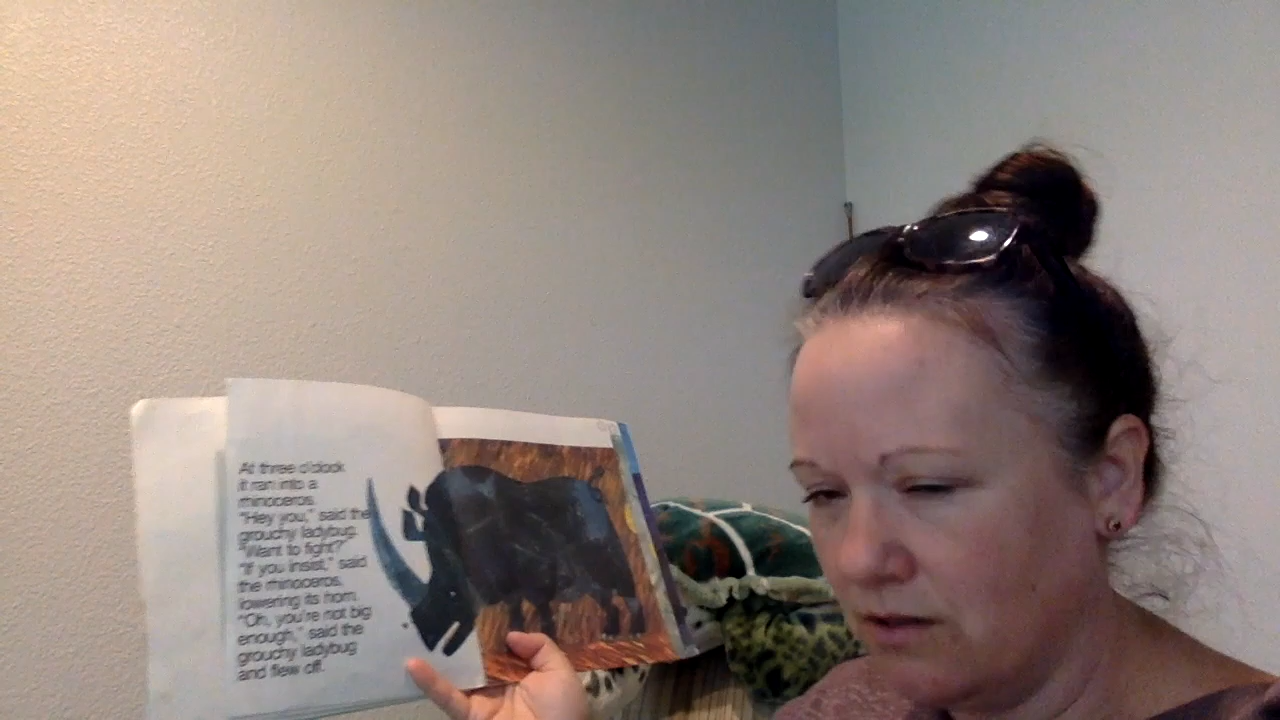 At three o'clock
it ran into a
rhinoceros.
"Hey you," said the
grouchy ladybug.
"Want to fight?"
"If you insist," said
the rhinoceros,
lowering its horn.
"Oh, you're not big
enough," said the
grouchy ladybug
and flew off.